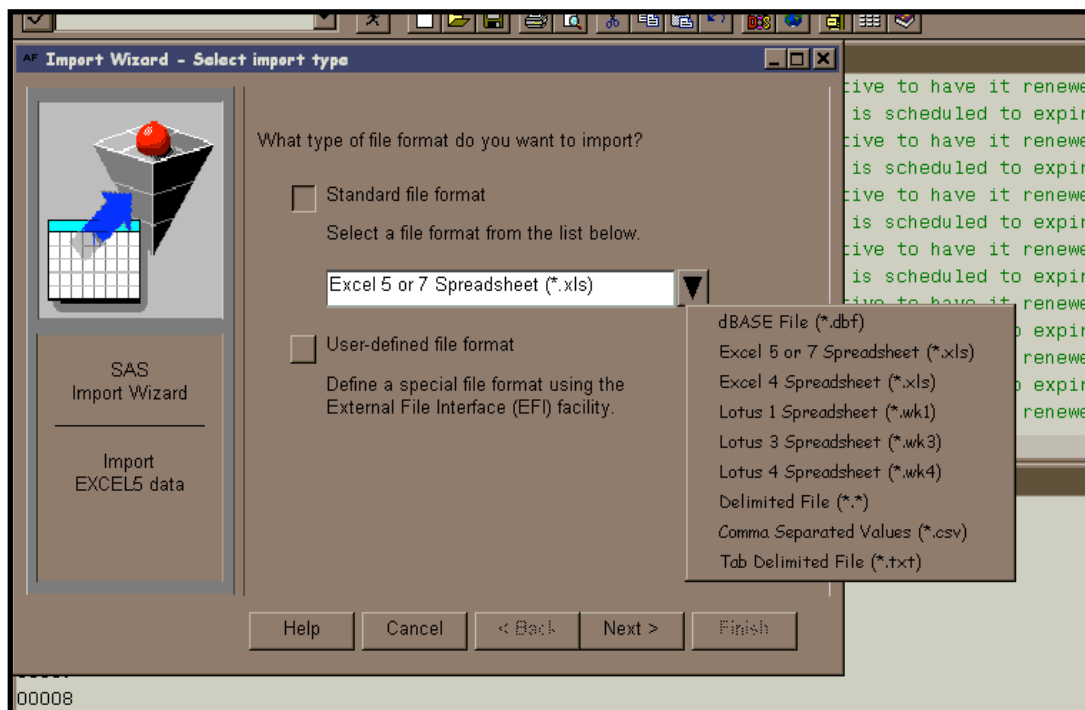 AF Import Wizard - Select import type
What type of file format do you want to import?
Standard file format
Select a file format from the list below.
Excel 5 or 7 Spreadsheet (*.xls)
User-defined file format
Define a special file format using the
External File Interface (EFI) facility.
SAS
Import Wizard
Import
EXCEL5 data
dBASE File (*.dbf)
Excel 5 or 7 Spreadsheet (*.xls)
Excel 4 Spreadsheet (*.xls)
Lotus 1 Spreadsheet (*.wk1)
Lotus 3 Spreadsheet (*.wk3)
Lotus 4 Spreadsheet (*.wk4)
Delimited File (*.*)
Comma Separated Values (*.csv)
Tab Delimited File (*.txt)
Help
Cancel
< Back
Next >
Finish
tive to have it renewe
is scheduled to expir
tive to have it renewe
is scheduled to expir
tive to have it renewe
is scheduled to expir
tive to have it renewe
is scheduled to expir
tive to have it renewe
expir
renewe
expir
renewe
00008